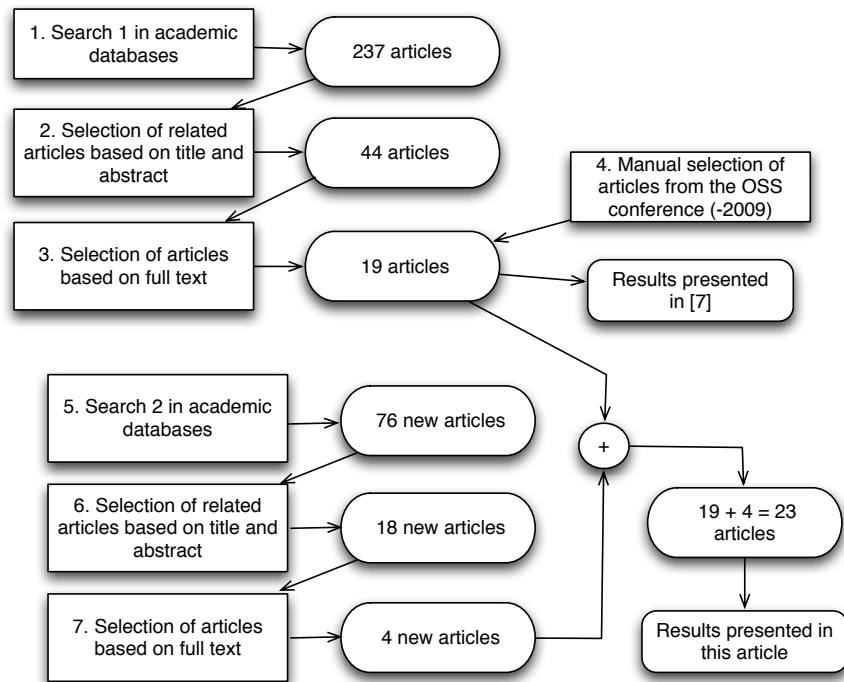 1. Search 1 in academic
databases
237 articles
2. Selection of related
articles based on title and
abstract
44 articles
4. Manual selection of
articles from the OSS
conference (-2009)
3. Selection of articles
based on full text
19 articles
Results presented
in [7]
5. Search 2 in academic
databases
76 new articles
+
6. Selection of related
articles based on title and
abstract
18 new articles
19 + 4 = 23
articles
7. Selection of articles
based on full text
4 new articles
Results presented in
this article